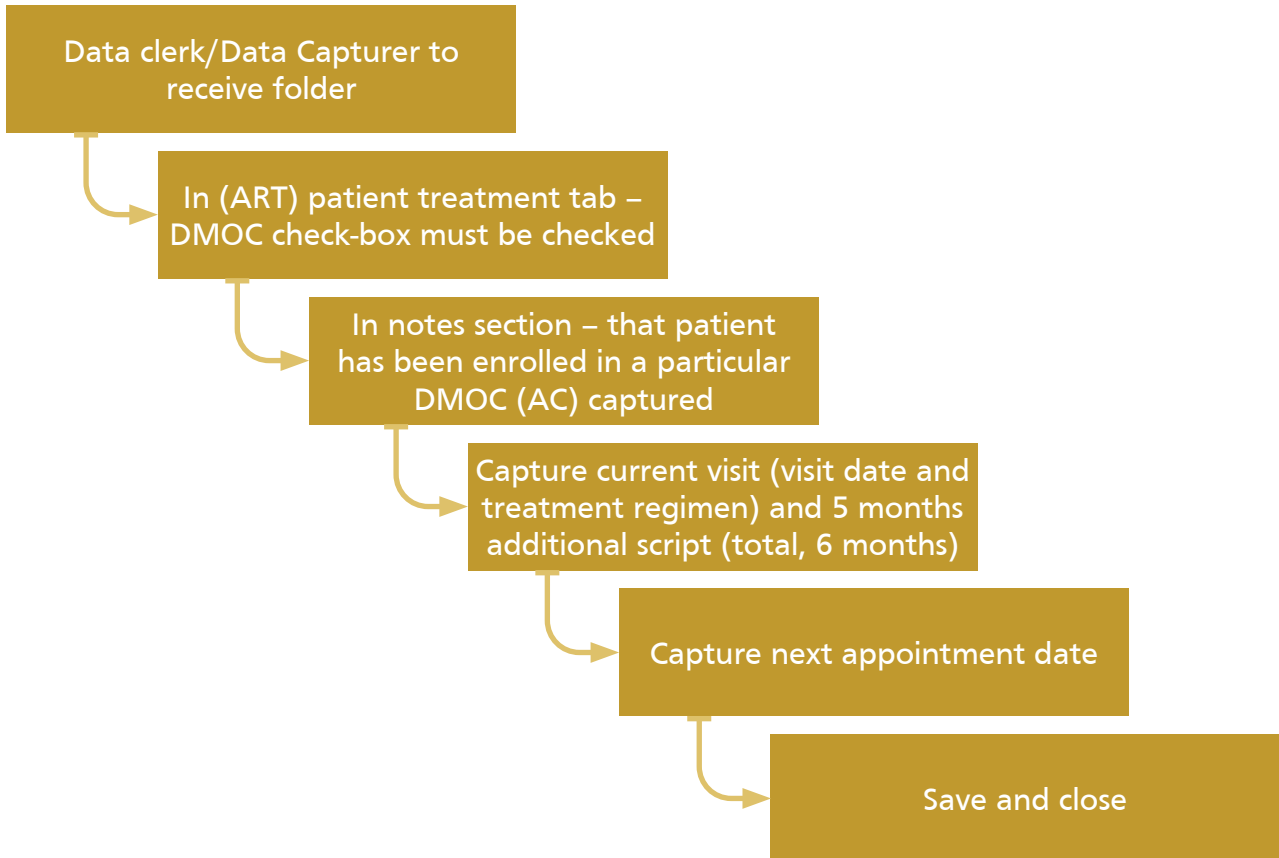 Data clerk/Data Capturer to
receive folder
In (ART) patient treatment tab –
DMOC check-box must be checked
In notes section – that patient
has been enrolled in a particular
DMOC (AC) captured
Capture current visit (visit date and
treatment regimen) and 5 months
additional script (total, 6 months)
Capture next appointment date
Save and close